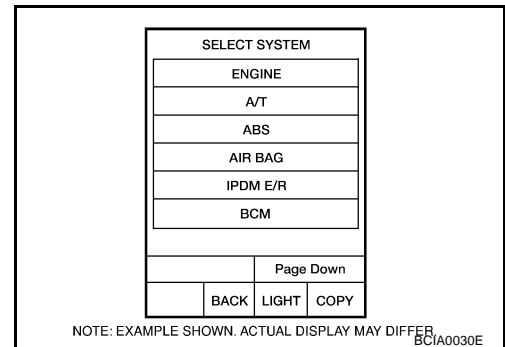 SELECT SYSTEM
ENGINE
A/T
ABS
AIR BAG
IPDM E/R
BCM
Page Down
BACK LIGHT COPY
NOTE: EXAMPLE SHOWN. ACTUAL DISPLAY MAY DIFFER.
BCIA0030E